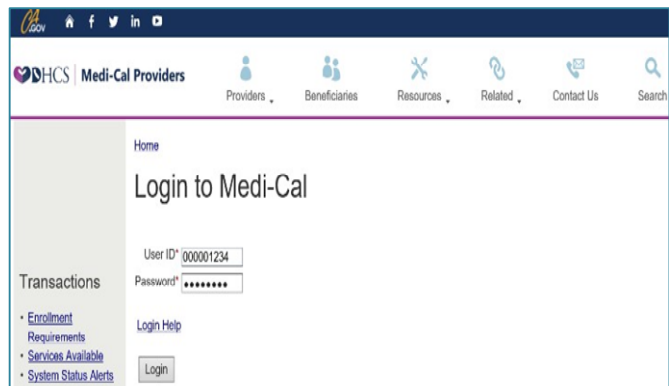 CA.GOV
DHCS Medi-Cal Providers
Providers
Beneficiaries
Resources
Related
Contact Us
Search
Home
Login to Medi-Cal
User ID* 000001234
Password* ●●●●●●●●
Login Help
Login
Transactions
• Enrollment
Requirements
• Services Available
• System Status Alerts